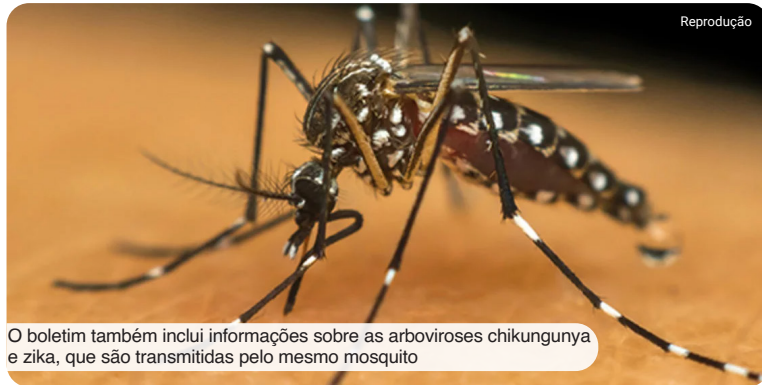 Reprodução
O boletim também inclui informações sobre as arboviroses chikungunya
e zika, que são transmitidas pelo mesmo mosquito